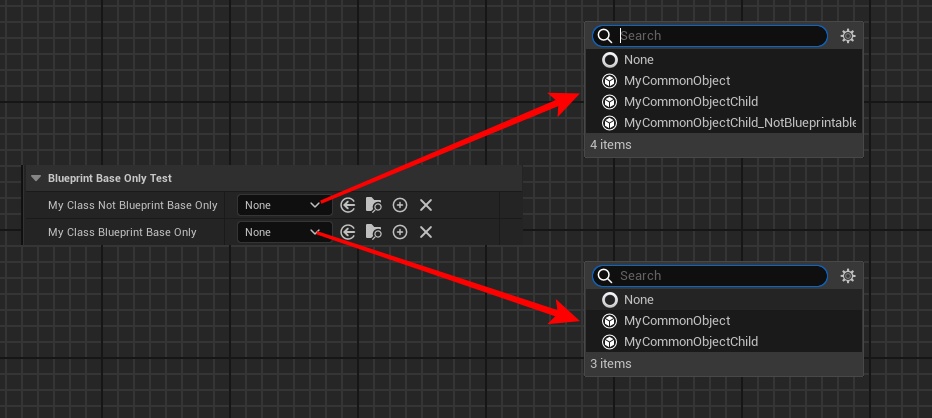 Search
None
MyCommonObject
MyCommonObjectChild
MyCommonObjectChild_NotBlueprintable
4 items
Blueprint Base Only Test
My Class Not Blueprint Base Only
None
My Class Blueprint Base Only
None
Search
None
MyCommonObject
MyCommonObjectChild
3 items